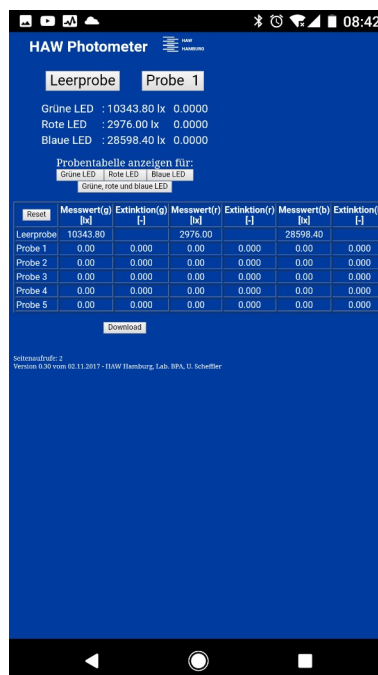 08:42
HAW Photometer HAW HAMBURG
Leerprobe Probe 1
Grüne LED : 10343.80 lx 0.0000
Rote LED : 2976.00 lx 0.0000
Blaue LED : 28598.40 lx 0.0000
Probentabelle anzeigen für:
Grüne LED Rote LED Blaue LED
Grüne, rote und blaue LED
Reset Messwert(g) [lx] Extinktion(g) [-] Messwert(r) [lx] Extinktion(r) [-] Messwert(b) [lx] [-]
Leerprobe 10343.80 2976.00 28598.40
Probe 1 0.00 0.000 0.00 0.000 0.00 0.000
Probe 2 0.00 0.000 0.00 0.000 0.00 0.000
Probe 3 0.00 0.000 0.00 0.000 0.00 0.000
Probe 4 0.00 0.000 0.00 0.000 0.00 0.000
Probe 5 0.00 0.000 0.00 0.000 0.00 0.000
Download
Seitenaufrufe: 2
Version 0.30 vom 02.11.2017 - HAW Hamburg, Lab. BPA, U. Scheffler